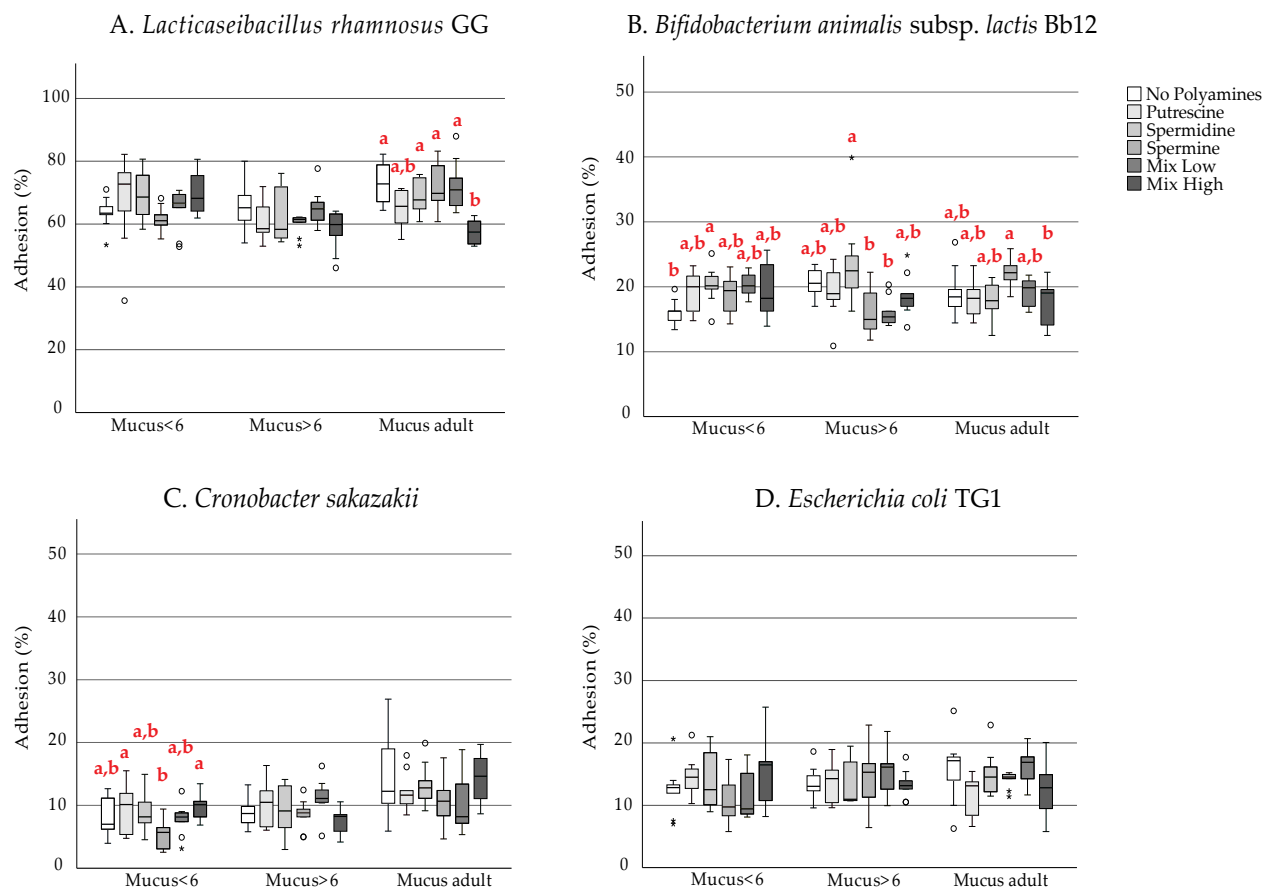 A. Lacticaseibacillus rhamnosus GG
100
80
60
40
20
0
Adhesion (%)
a
a,b
a
a
a
b
Mucus<6
Mucus>6
Mucus adult
B. Bifidobacterium animalis subsp. lactis Bb12
50
40
30
20
10
0
Adhesion (%)
b
a,b
a
a,b
a,b
a,b
a,b
a,b
a
b
b
a,b
a,b
a,b
a,b
a
a,b
b
Mucus<6
Mucus>6
Mucus adult
No Polyamines
Putrescine
Spermidine
Spermine
Mix Low
Mix High
C. Cronobacter sakazakii
50
40
30
20
10
0
Adhesion (%)
a,b
a
a,b
b
a,b
a
Mucus<6
Mucus>6
Mucus adult
D. Escherichia coli TG1
50
40
30
20
10
0
Adhesion (%)
Mucus<6
Mucus>6
Mucus adult